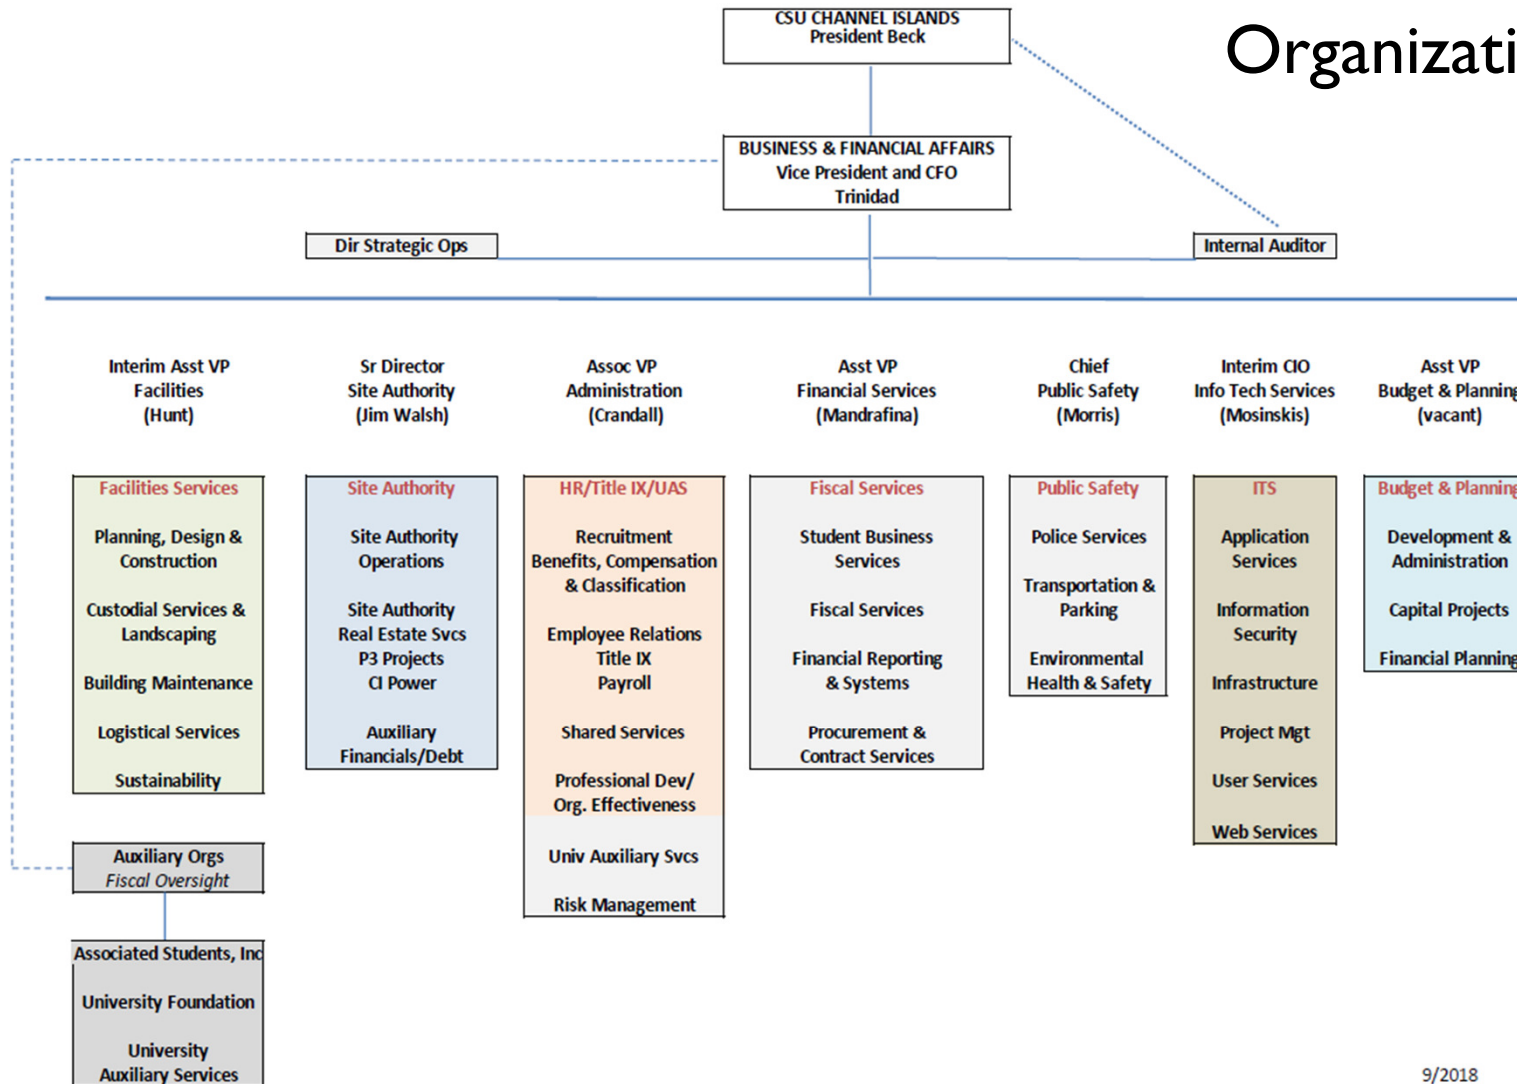 CSU CHANNEL ISLANDS
President Beck
Organizati
BUSINESS & FINANCIAL AFFAIRS
Vice President and CFO
Trinidad
Dir Strategic Ops
Internal Auditor
Interim Asst VP
Facilities
(Hunt)
Sr Director
Site Authority
(Jim Walsh)
Assoc VP
Administration
(Crandall)
Asst VP
Financial Services
(Mandrafina)
Chief
Public Safety
(Morris)
Interim CIO
Info Tech Services
(Mosinskis)
Asst VP
Budget & Planning
(vacant)
Facilities Services
Planning, Design &
Construction
Custodial Services &
Landscaping
Building Maintenance
Logistical Services
Sustainability
Site Authority
Site Authority
Operations
Site Authority
Real Estate Svcs
P3 Projects
CI Power
Auxiliary
Financials/Debt
HR/Title IX/UAS
Recruitment
Benefits, Compensation
& Classification
Employee Relations
Title IX
Payroll
Shared Services
Professional Dev/
Org. Effectiveness
Univ Auxiliary Svcs
Risk Management
Fiscal Services
Student Business
Services
Fiscal Services
Financial Reporting
& Systems
Procurement &
Contract Services
Public Safety
Police Services
Transportation &
Parking
Environmental
Health & Safety
ITS
Application
Services
Information
Security
Infrastructure
Project Mgt
User Services
Web Services
Budget & Planning
Development &
Administration
Capital Projects
Financial Planning
Auxiliary Orgs
Fiscal Oversight
Associated Students, Inc
University Foundation
University
Auxiliary Services
9/2018